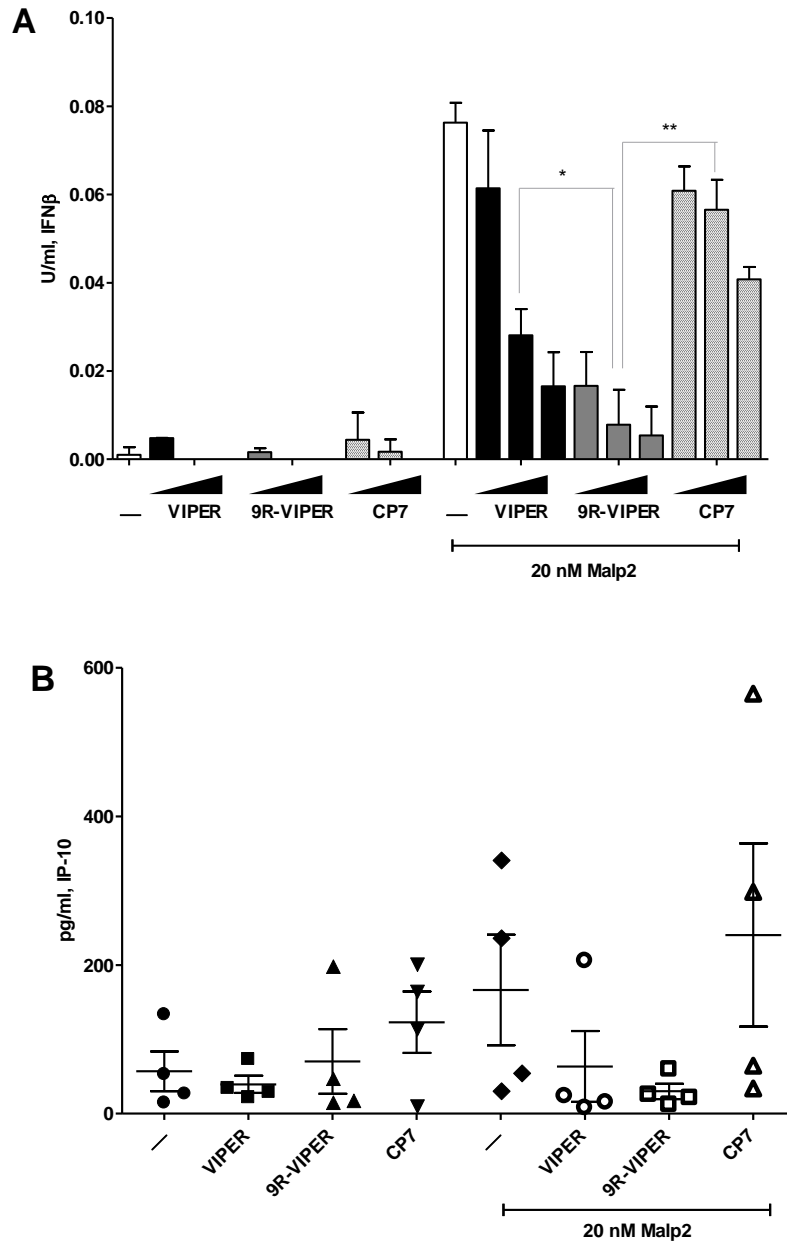 A
U/ml, IFNβ
0.10
0.08
0.06
0.04
0.02
0.00
*
**
— VIPER 9R-VIPER CP7 — VIPER 9R-VIPER CP7
20 nM Malp2
B
pg/ml, IP-10
600
400
200
0
— VIPER 9R-VIPER CP7 — VIPER 9R-VIPER CP7
20 nM Malp2